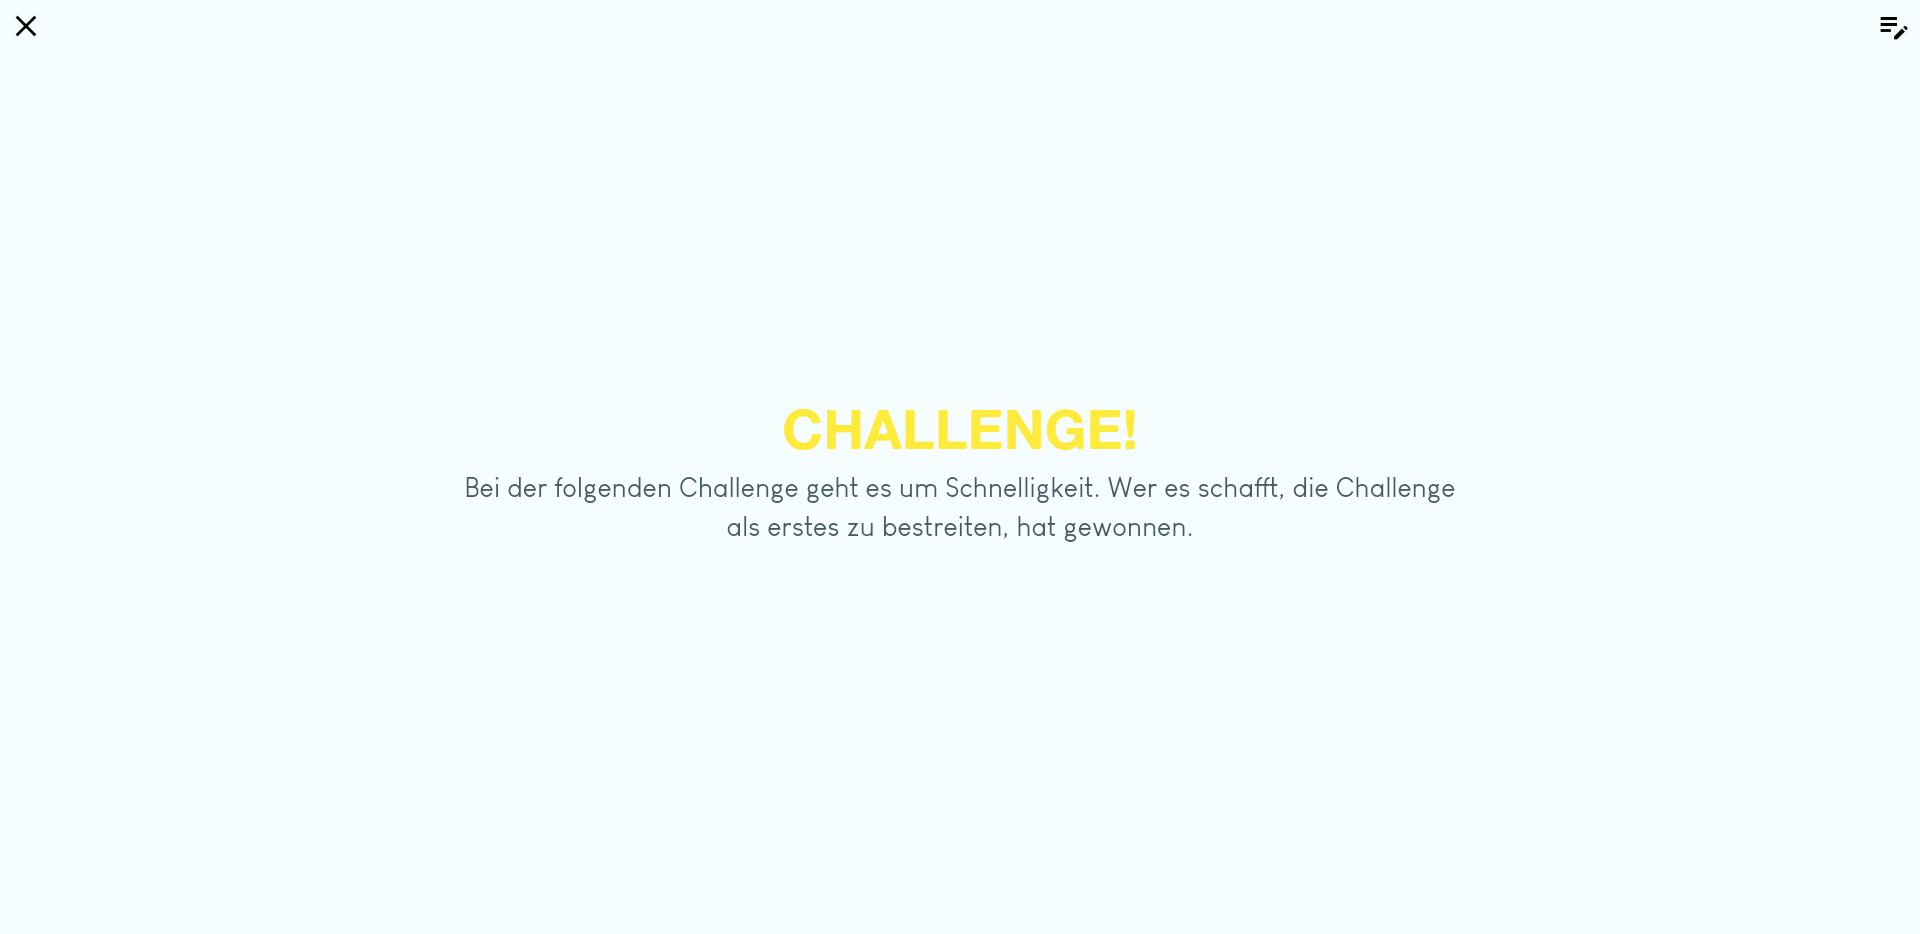 CHALLENGE!
Bei der folgenden Challenge geht es um Schnelligkeit. Wer es schafft, die Challenge
als erstes zu bestreiten, hat gewonnen.